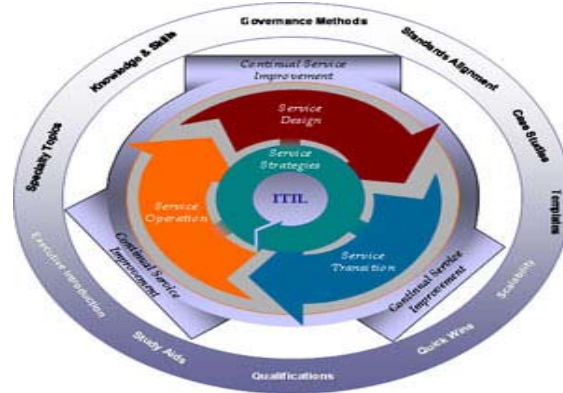 Governance Methods
Standards Alignment
Case Studies
Templates
Scalability
Quick Wins
Qualifications
Study Aids
Executive Introduction
Specialty Topics
Knowledge & Skills
Continual Service
Improvement
Service
Design
Service
Strategies
ITIL
Service
Operation
Service
Transition
Continual Service
Improvement
Continual Service
Improvement